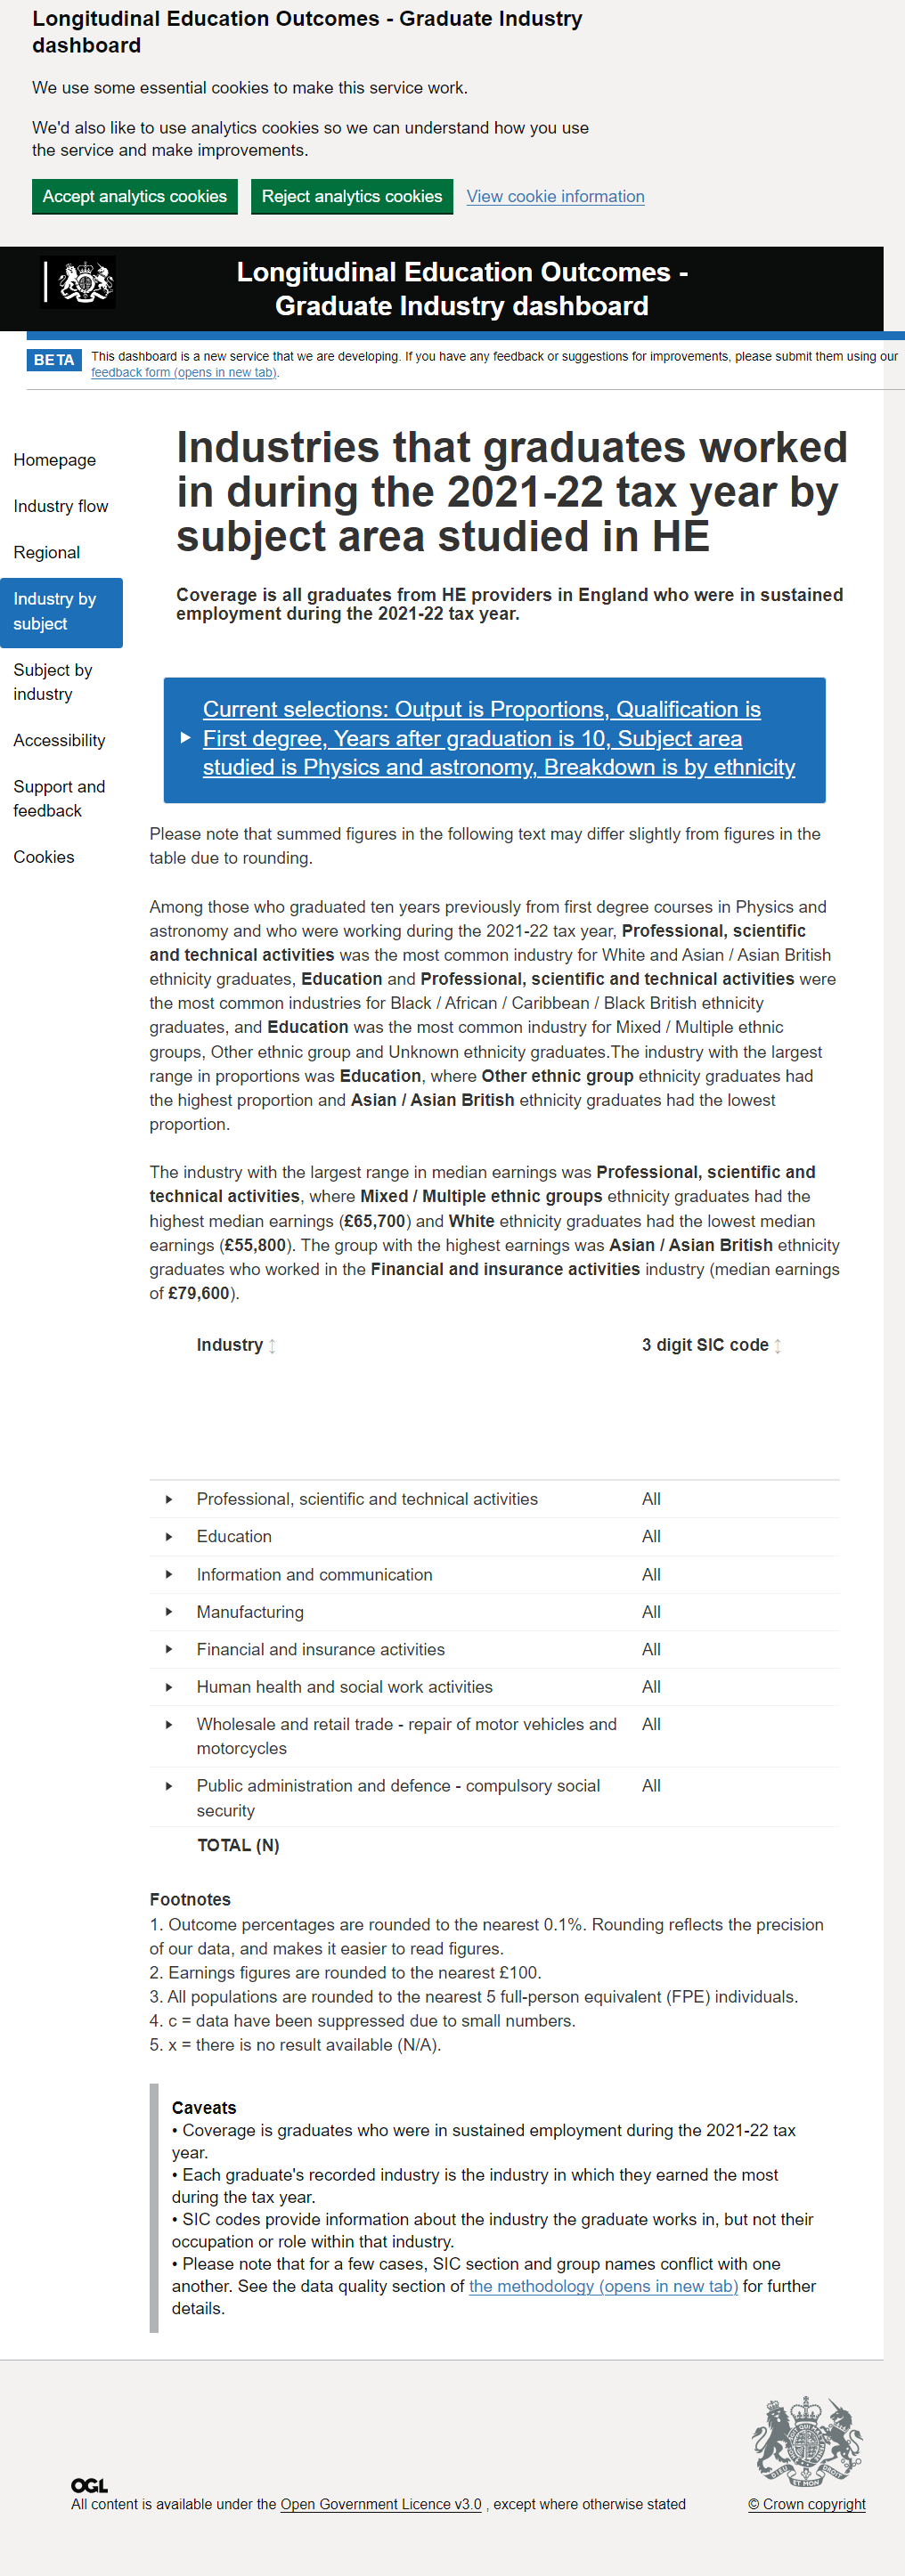 Longitudinal Education Outcomes - Graduate Industry
dashboard
We use some essential cookies to make this service work.
We'd also like to use analytics cookies so we can understand how you use
the service and make improvements.
Accept analytics cookies
Reject analytics cookies
View cookie information
Longitudinal Education Outcomes -
Graduate Industry dashboard
BETA
This dashboard is a new service that we are developing. If you have any feedback or suggestions for improvements, please submit them using our
feedback form (opens in new tab).
Homepage
Industry flow
Regional
Industry by
subject
Subject by
industry
Accessibility
Support and
feedback
Cookies
Industries that graduates worked
in during the 2021-22 tax year by
subject area studied in HE
Coverage is all graduates from HE providers in England who were in sustained
employment during the 2021-22 tax year.
Current selections: Output is Proportions, Qualification is
First degree, Years after graduation is 10, Subject area
studied is Physics and astronomy, Breakdown is by ethnicity
Please note that summed figures in the following text may differ slightly from figures in the
table due to rounding.
Among those who graduated ten years previously from first degree courses in Physics and
astronomy and who were working during the 2021-22 tax year, Professional, scientific
and technical activities was the most common industry for White and Asian / Asian British
ethnicity graduates, Education and Professional, scientific and technical activities were
the most common industries for Black / African / Caribbean / Black British ethnicity
graduates, and Education was the most common industry for Mixed / Multiple ethnic
groups, Other ethnic group and Unknown ethnicity graduates.The industry with the largest
range in proportions was Education, where Other ethnic group ethnicity graduates had
the highest proportion and Asian / Asian British ethnicity graduates had the lowest
proportion.
The industry with the largest range in median earnings was Professional, scientific and
technical activities, where Mixed / Multiple ethnic groups ethnicity graduates had the
highest median earnings (£65,700) and White ethnicity graduates had the lowest median
earnings (£55,800). The group with the highest earnings was Asian / Asian British ethnicity
graduates who worked in the Financial and insurance activities industry (median earnings
of £79,600).
Industry 3 digit SIC code
Professional, scientific and technical activities All
Education All
Information and communication All
Manufacturing All
Financial and insurance activities All
Human health and social work activities All
Wholesale and retail trade - repair of motor vehicles and All
motorcycles
Public administration and defence - compulsory social All
security
TOTAL (N)
Footnotes
1. Outcome percentages are rounded to the nearest 0.1%. Rounding reflects the precision
of our data, and makes it easier to read figures.
2. Earnings figures are rounded to the nearest £100.
3. All populations are rounded to the nearest 5 full-person equivalent (FPE) individuals.
4. c = data have been suppressed due to small numbers.
5. x = there is no result available (N/A).
Caveats
• Coverage is graduates who were in sustained employment during the 2021-22 tax
year.
• Each graduate's recorded industry is the industry in which they earned the most
during the tax year.
• SIC codes provide information about the industry the graduate works in, but not their
occupation or role within that industry.
• Please note that for a few cases, SIC section and group names conflict with one
another. See the data quality section of the methodology (opens in new tab) for further
details.
OGL
All content is available under the Open Government Licence v3.0 , except where otherwise stated
© Crown copyright